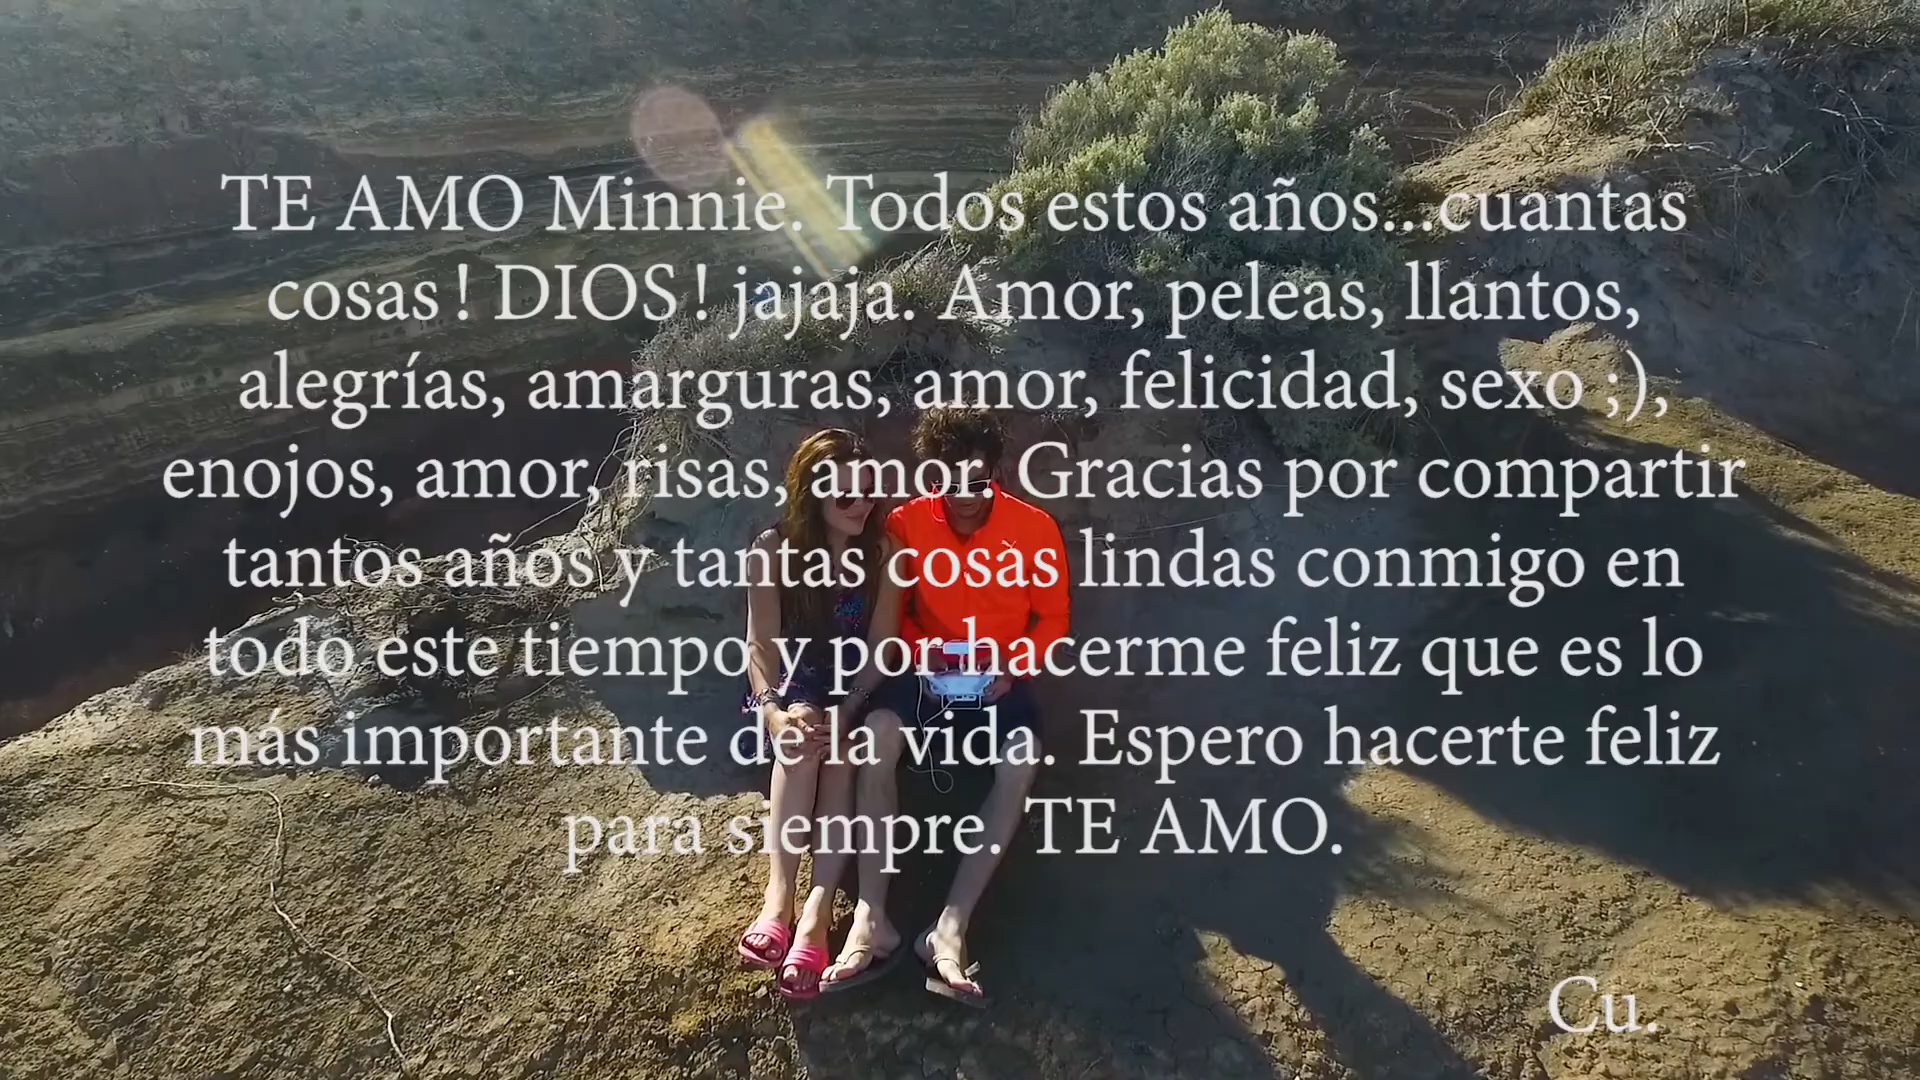 TE AMO Minnie. Todos estos años...cuantas
cosas! DIOS! jajaja. Amor, peleas, llantos,
alegrías, amarguras, amor, felicidad, sexo ;),
enojos, amor, risas, amor. Gracias por compartir
tantos años y tantas cosas lindas conmigo en
todo este tiempo y por hacerme feliz que es lo
más importante de la vida. Espero hacerte feliz
para siempre. TE AMO.
Cu.